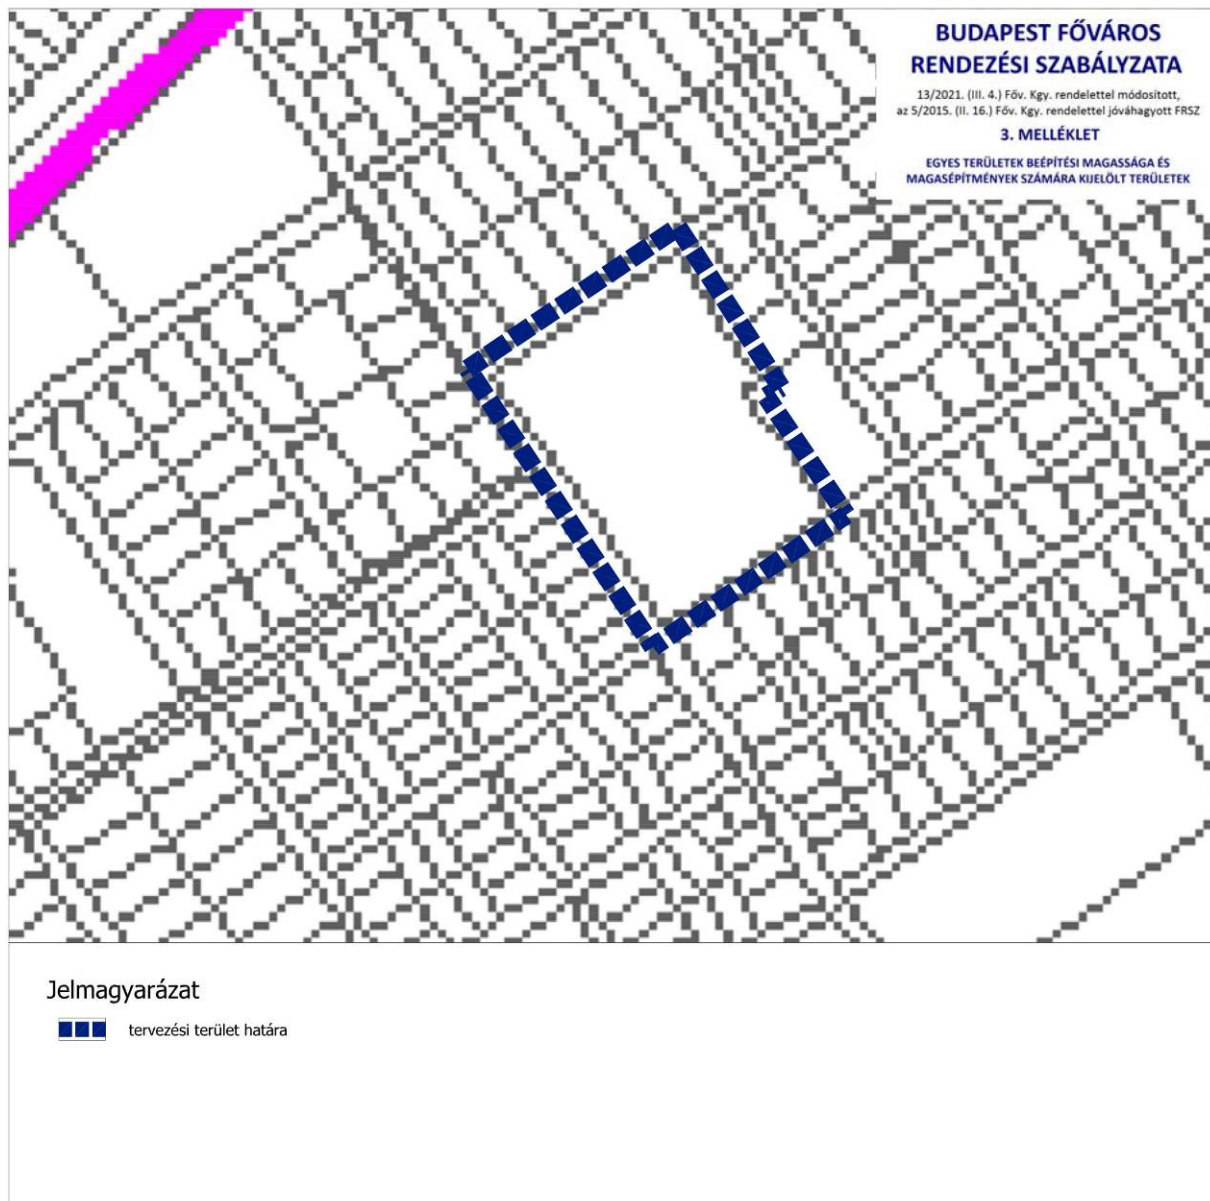 BUDAPEST FŐVÁROS
RENDEZÉSI SZABÁLYZATA
13/2021. (III. 4.) Főv. Kgy. rendelettel módosított,
az 5/2015. (II. 16.) Főv. Kgy. rendelettel jóváhagyott FRSZ
3. MELLÉKLET
EGYES TERÜLETEK BEÉPÍTÉSI MAGASSÁGA ÉS
MAGASÉPÍTMÉNYEK SZÁMÁRA KIJELÖLT TERÜLETEK
Jelmagyarázat
tervezési terület határa